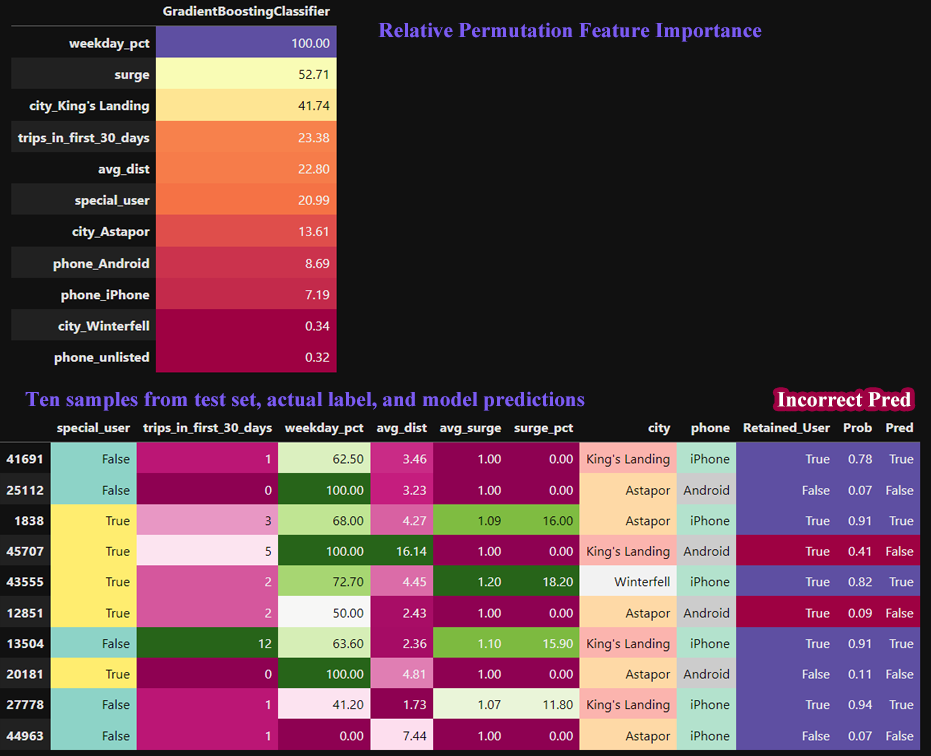 GradientBoostingClassifier
Relative Permutation Feature Importance
weekday_pct 100.00
surge 52.71
city_King's Landing 41.74
trips_in_first_30_days 23.38
avg_dist 22.80
special_user 20.99
city_Astapor 13.61
phone_Android 8.69
phone_iPhone 7.19
city_Winterfell 0.34
phone_unlisted 0.32
Ten samples from test set, actual label, and model predictions Incorrect Pred
special_user trips_in_first_30_days weekday_pct avg_dist avg_surge surge_pct city phone Retained_User Prob Pred
41691 False 1 62.50 3.46 1.00 0.00 King's Landing iPhone True 0.78 True
25112 False 0 100.00 3.23 1.00 0.00 Astapor Android False 0.07 False
1838 True 3 68.00 4.27 1.09 16.00 Astapor iPhone True 0.91 True
45707 True 5 100.00 16.14 1.00 0.00 King's Landing Android True 0.41 False
43555 True 2 72.70 4.45 1.20 18.20 Winterfell iPhone True 0.82 True
12851 True 2 50.00 2.43 1.00 0.00 Astapor Android True 0.09 False
13504 False 12 63.60 2.36 1.10 15.90 King's Landing iPhone True 0.91 True
20181 True 0 100.00 4.81 1.00 0.00 Astapor Android False 0.11 False
27778 False 1 41.20 1.73 1.07 11.80 King's Landing iPhone True 0.94 True
44963 False 1 0.00 7.44 1.00 0.00 Astapor iPhone False 0.07 False